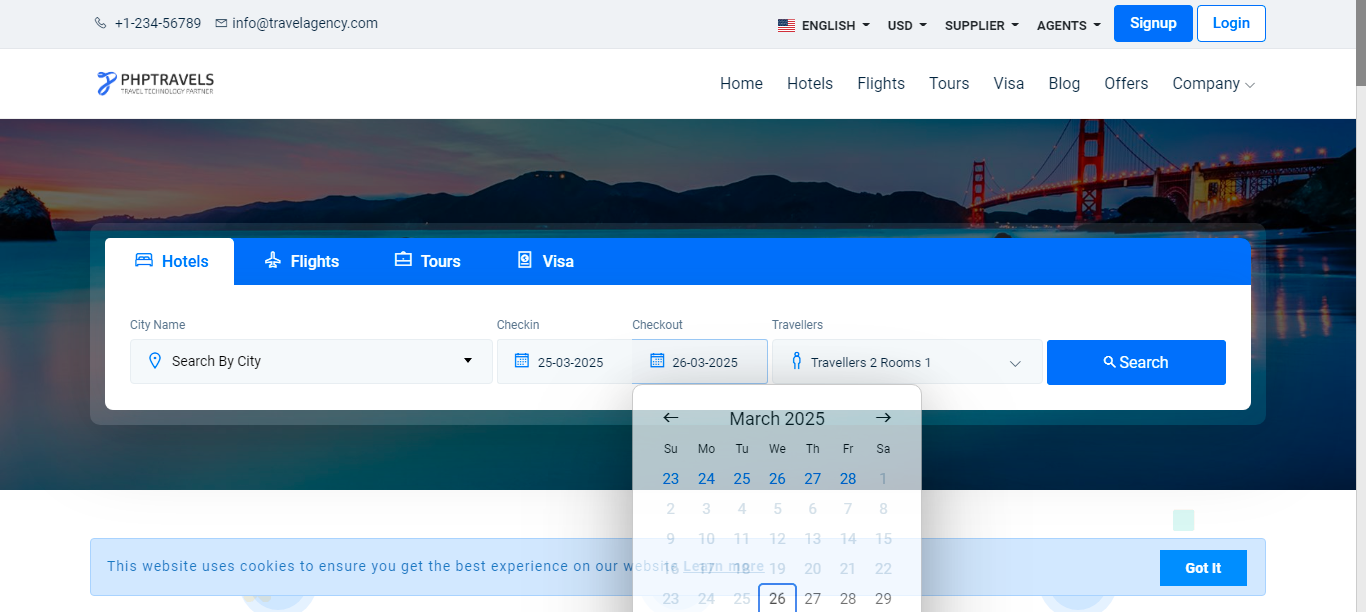 +1-234-56789 info@travelagency.com ENGLISH USD SUPPLIER AGENTS Signup Login
PHPTRAVELS
TRAVEL TECHNOLOGY PARTNER
Home Hotels Flights Tours Visa Blog Offers Company
Hotels Flights Tours Visa
City Name Checkin Checkout Travellers
Search By City 25-03-2025 26-03-2025 Travellers 2 Rooms 1 Search
March 2025
Su Mo Tu We Th Fr Sa
23 24 25 26 27 28 1
2 3 4 5 6 7 8
9 10 11 12 13 14 15
This website uses cookies to ensure you get the best experience on our website. Learn more Got It
16 17 18 19 20 21 22
23 24 25 26 27 28 29